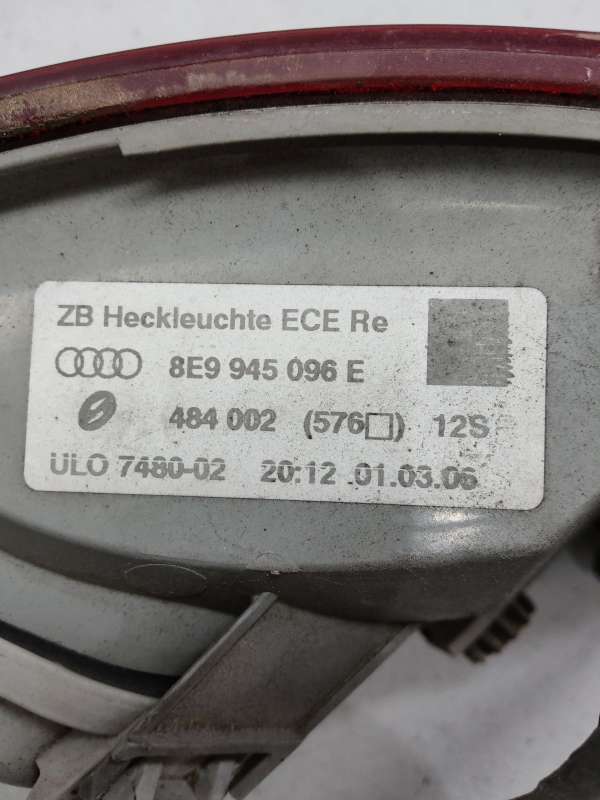 ZB Heckleuchte ECE Re
8E9 945 096 E
484 002 (576□) 12S
ULO 7480-02 20:12 .01.03.06